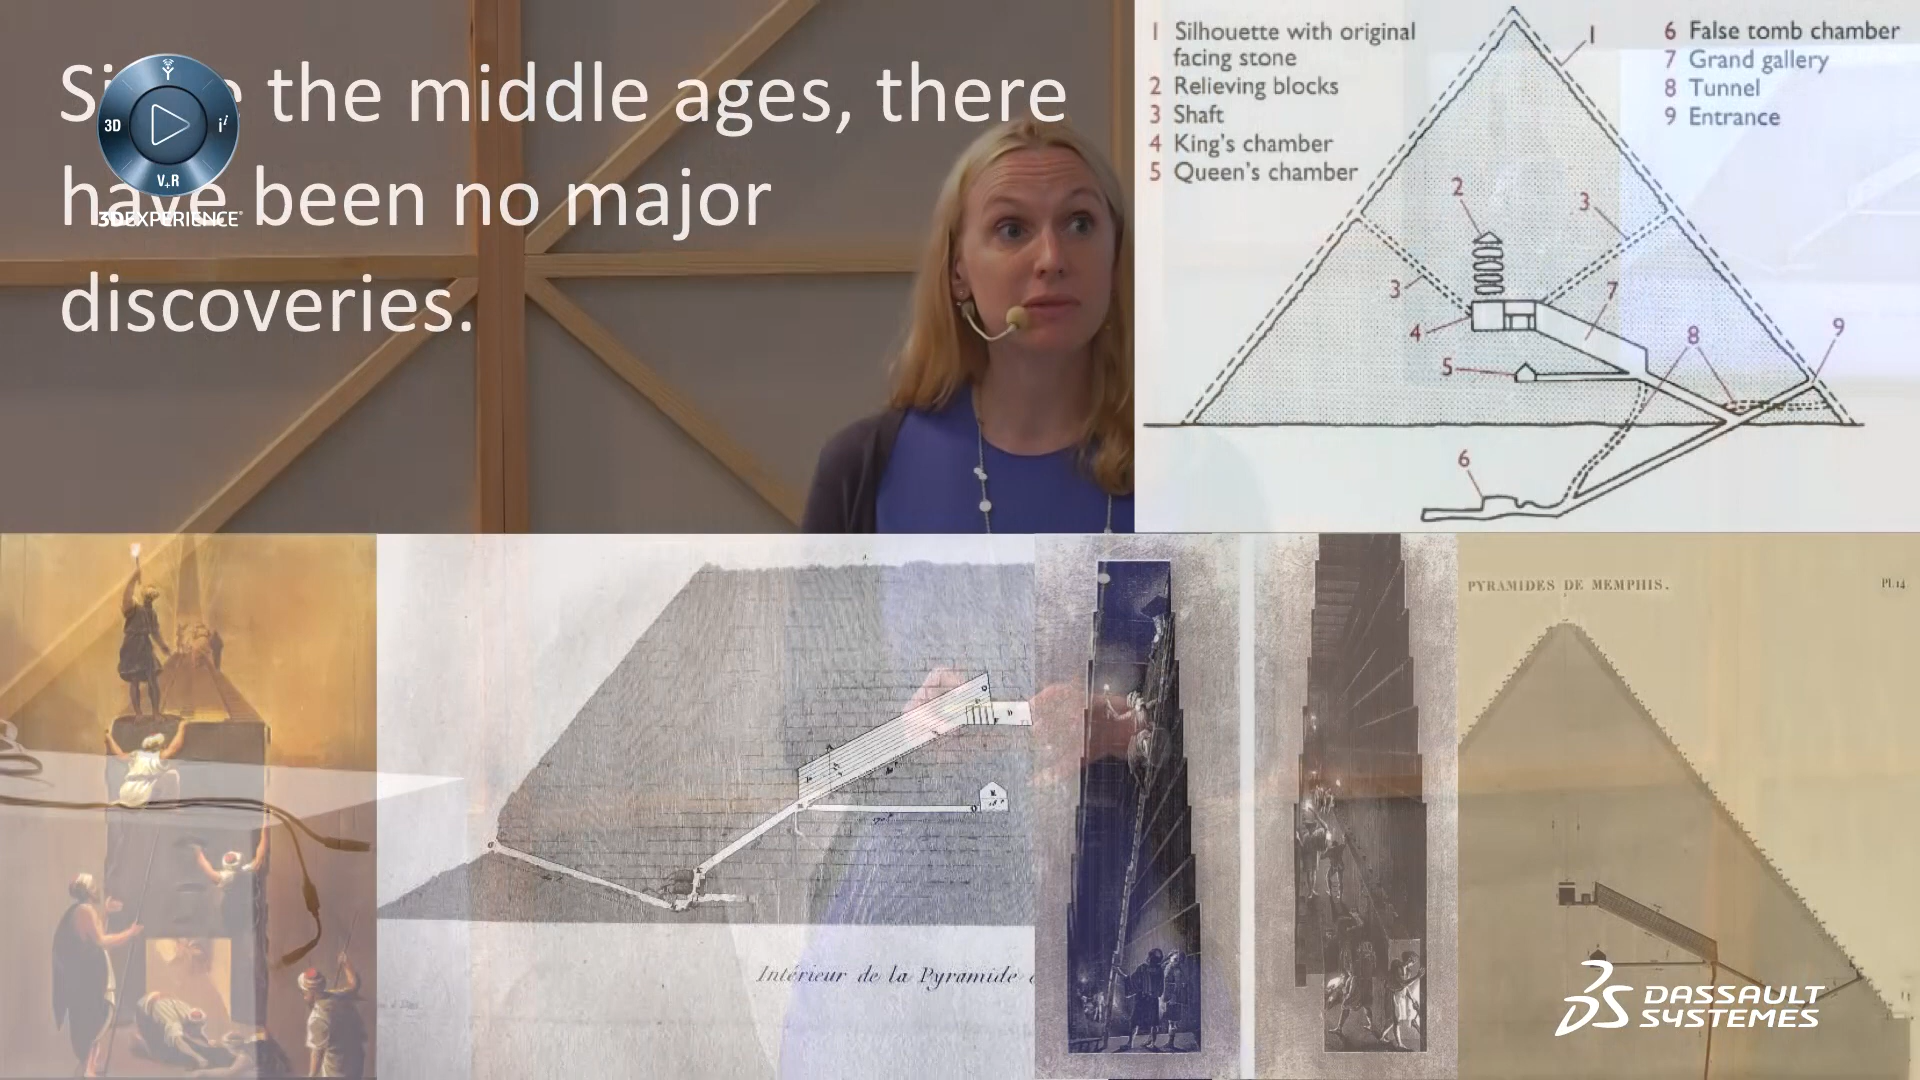 Since the middle ages, there
have been no major
discoveries.
3D
i
V+R
3DEXPERIENCE
1 Silhouette with original
facing stone
2 Relieving blocks
3 Shaft
4 King's chamber
5 Queen's chamber
6 False tomb chamber
7 Grand gallery
8 Tunnel
9 Entrance
1
2
3
3
4
5
6
7
8
9
Intérieur de la Pyramide
PYRAMIDES DE MEMPHIS.
Pl. 14
DASSAULT
SYSTEMES